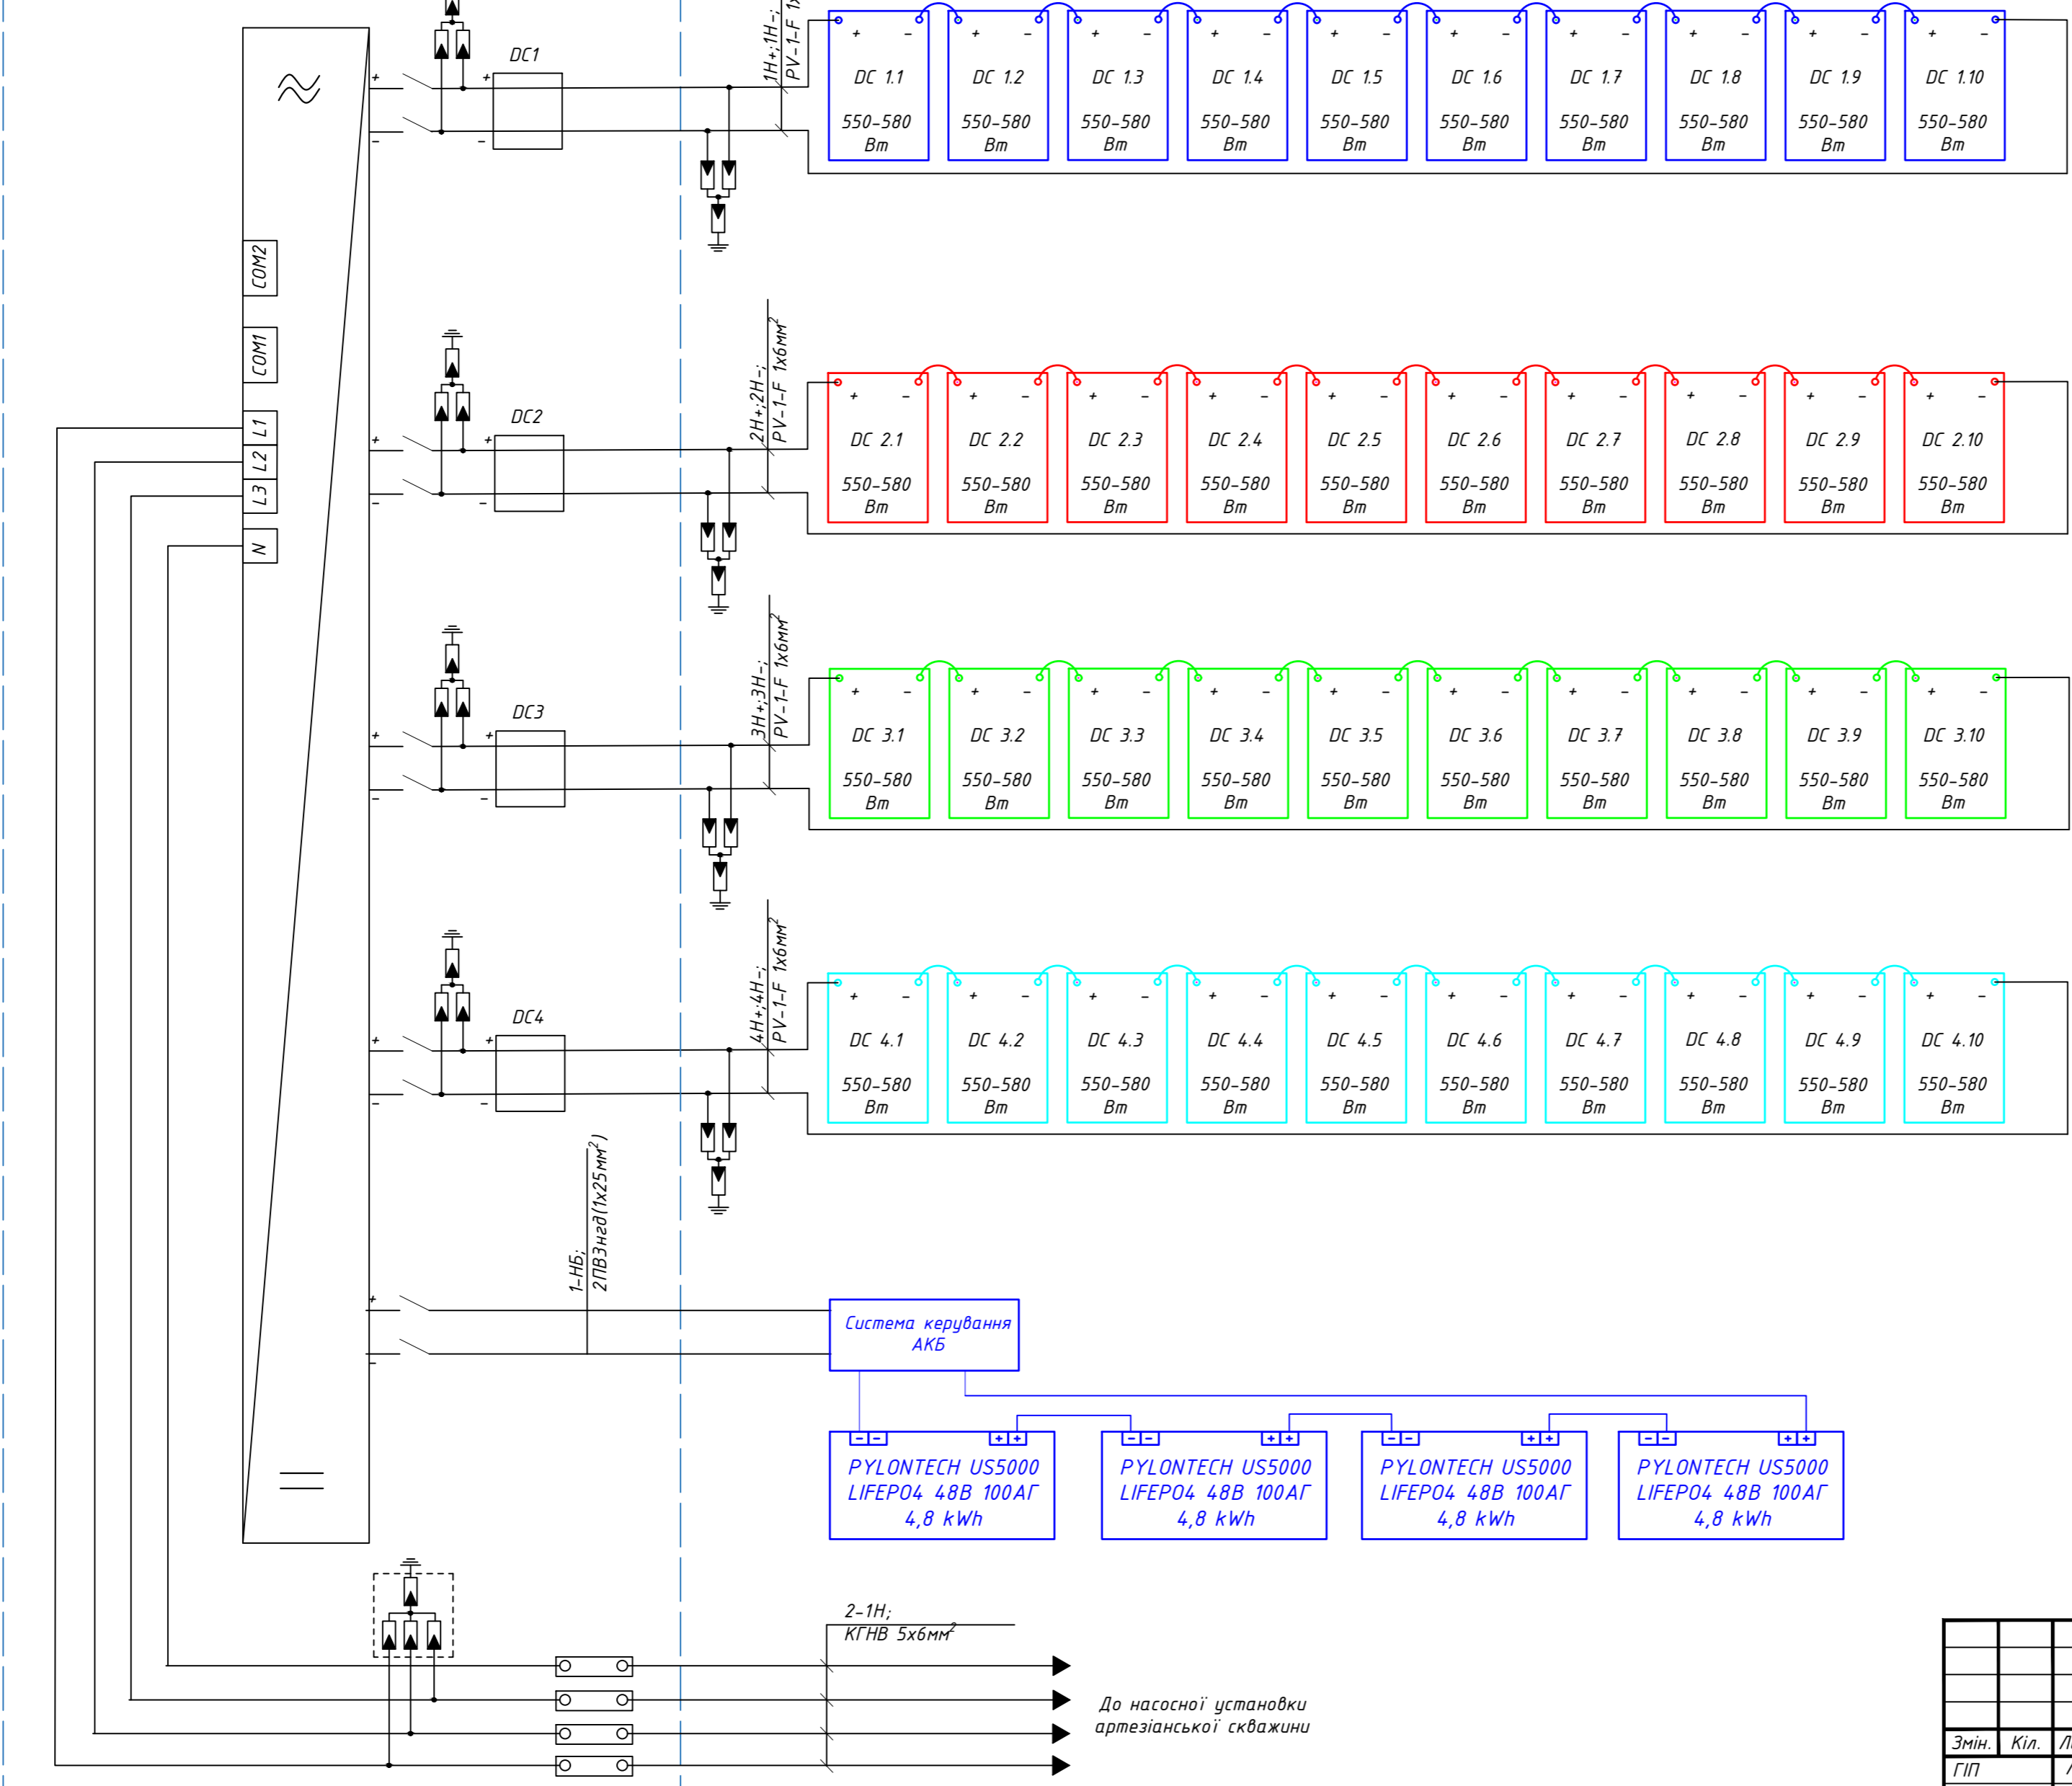 DC1
1Н+;1Н-;
PV-1-F
+ - + - + - + - + - + - + - + - + - + -
DC 1.1 DC 1.2 DC 1.3 DC 1.4 DC 1.5 DC 1.6 DC 1.7 DC 1.8 DC 1.9 DC 1.10
550-580 550-580 550-580 550-580 550-580 550-580 550-580 550-580 550-580 550-580
Вт Вт Вт Вт Вт Вт Вт Вт Вт Вт
+ +
- -
COM2
COM1
L1
L2
L3
N
DC2
2Н+;2Н-;
PV-1-F 1х6мм²
+ - + - + - + - + - + - + - + - + - + -
DC 2.1 DC 2.2 DC 2.3 DC 2.4 DC 2.5 DC 2.6 DC 2.7 DC 2.8 DC 2.9 DC 2.10
550-580 550-580 550-580 550-580 550-580 550-580 550-580 550-580 550-580 550-580
Вт Вт Вт Вт Вт Вт Вт Вт Вт Вт
+ +
- -
DC3
3Н+;3Н-;
PV-1-F 1х6мм²
+ - + - + - + - + - + - + - + - + - + -
DC 3.1 DC 3.2 DC 3.3 DC 3.4 DC 3.5 DC 3.6 DC 3.7 DC 3.8 DC 3.9 DC 3.10
550-580 550-580 550-580 550-580 550-580 550-580 550-580 550-580 550-580 550-580
Вт Вт Вт Вт Вт Вт Вт Вт Вт Вт
+ +
- -
DC4
4Н+;4Н-;
PV-1-F 1х6мм²
+ - + - + - + - + - + - + - + - + - + -
DC 4.1 DC 4.2 DC 4.3 DC 4.4 DC 4.5 DC 4.6 DC 4.7 DC 4.8 DC 4.9 DC 4.10
550-580 550-580 550-580 550-580 550-580 550-580 550-580 550-580 550-580 550-580
Вт Вт Вт Вт Вт Вт Вт Вт Вт Вт
+ +
- -
1-НБ;
2ПВ3нгд(1х25мм²)
+
-
Система керування
АКБ
- - + + - - + + - - + + - - + +
PYLONTECH US5000 PYLONTECH US5000 PYLONTECH US5000 PYLONTECH US5000
LIFEPO4 48В 100АГ LIFEPO4 48В 100АГ LIFEPO4 48В 100АГ LIFEPO4 48В 100АГ
4,8 kWh 4,8 kWh 4,8 kWh 4,8 kWh
2-1Н;
КГНВ 5х6мм²
До насосної установки
артезіанської скважини
Змін. Кіл.
ГІП